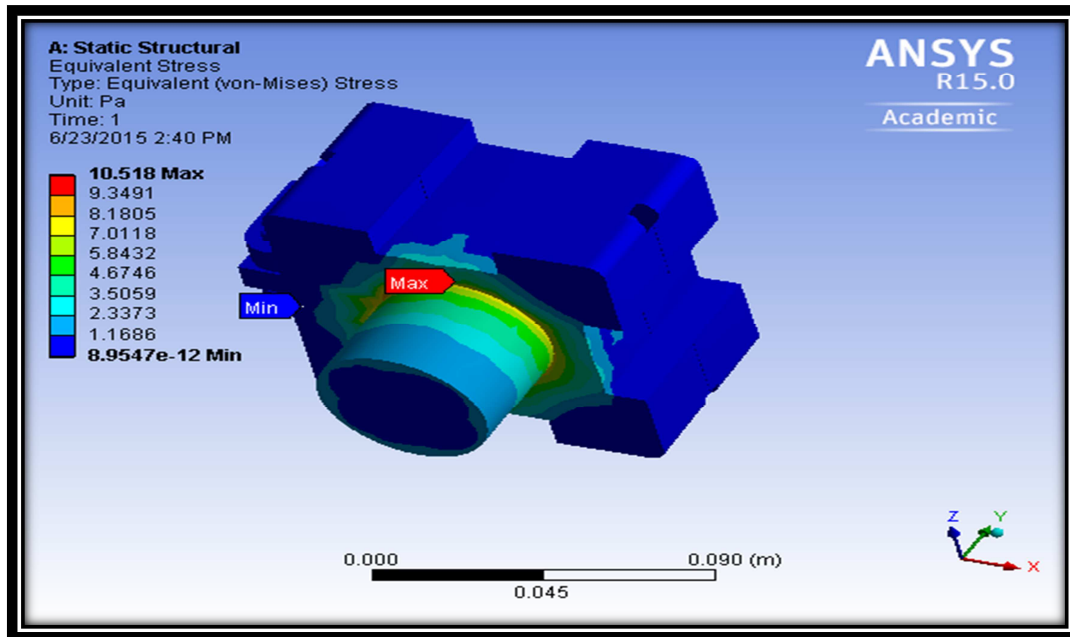 A: Static Structural
Equivalent Stress
Type: Equivalent (von-Mises) Stress
Unit: Pa
Time: 1
6/23/2015 2:40 PM
10.518 Max
9.3491
8.1805
7.0118
5.8432
4.6746
3.5059
2.3373
1.1686
8.9547e-12 Min
ANSYS
R15.0
Academic
Max
Min
0.000
0.090 (m)
0.045
Z
Y
X